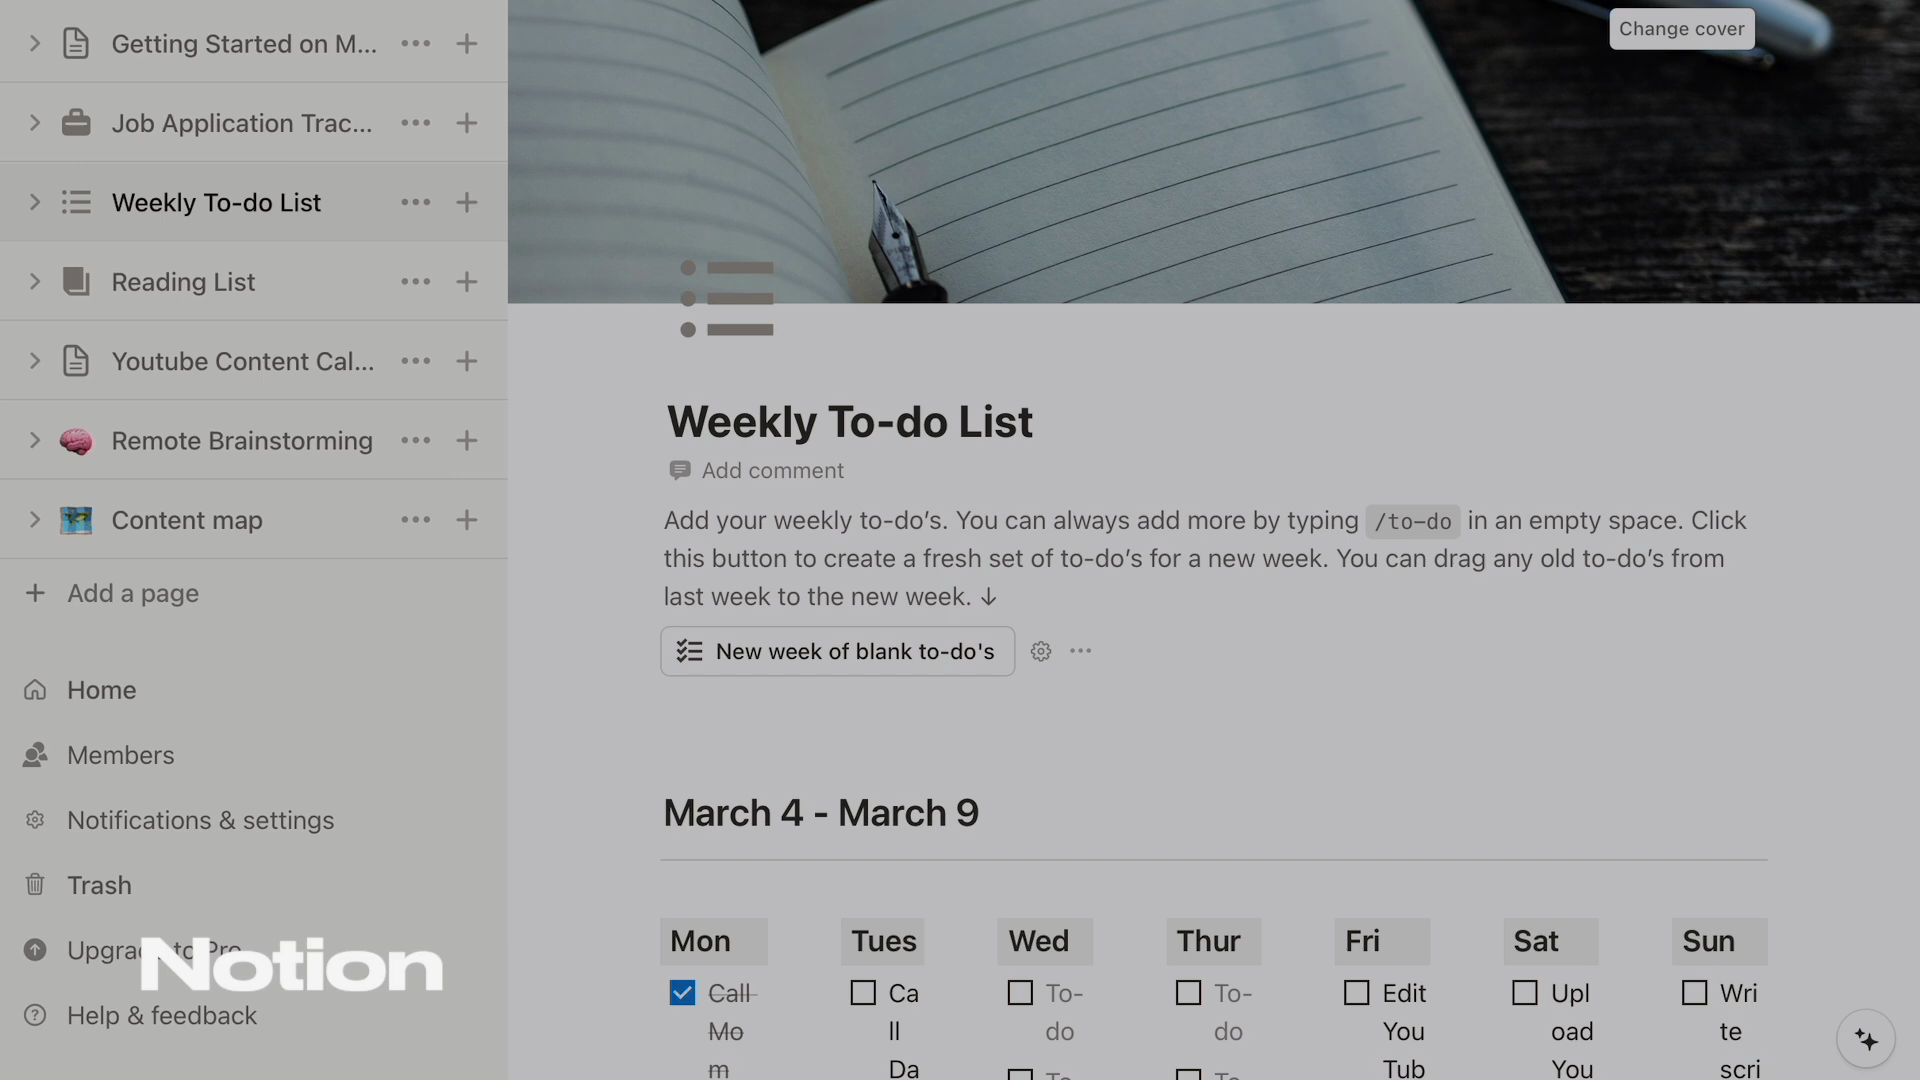 Getting Started on M...
Job Application Trac...
Weekly To-do List
Reading List
Youtube Content Cal...
Remote Brainstorming
Content map
Add a page
Home
Members
Notifications & settings
Trash
Upgrade to Pro
Notion
Help & feedback
Change cover
Weekly To-do List
Add comment
Add your weekly to-do’s. You can always add more by typing /to-do in an empty space. Click
this button to create a fresh set of to-do’s for a new week. You can drag any old to-do’s from
last week to the new week. ↓
New week of blank to-do's
March 4 - March 9
Mon Tues Wed Thur Fri Sat Sun
Call Ca To- To- Edit Upl Wri
Mo ll do do You oad te
m Da To- To- Tub You scri